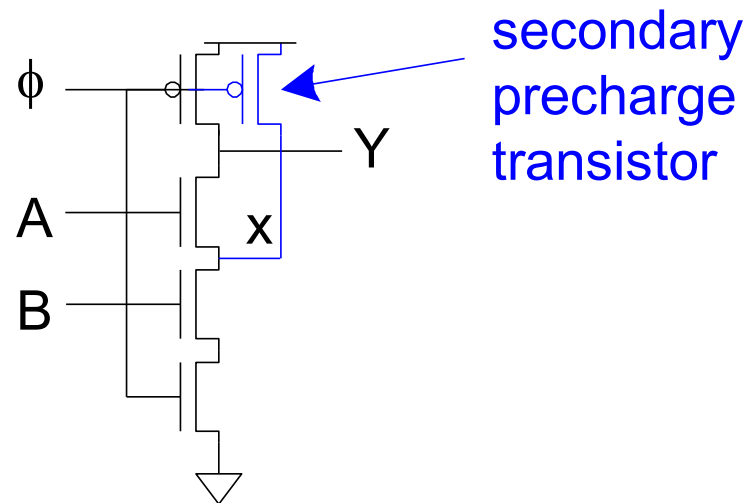 secondary
precharge
transistor
ϕ
Y
A
x
B